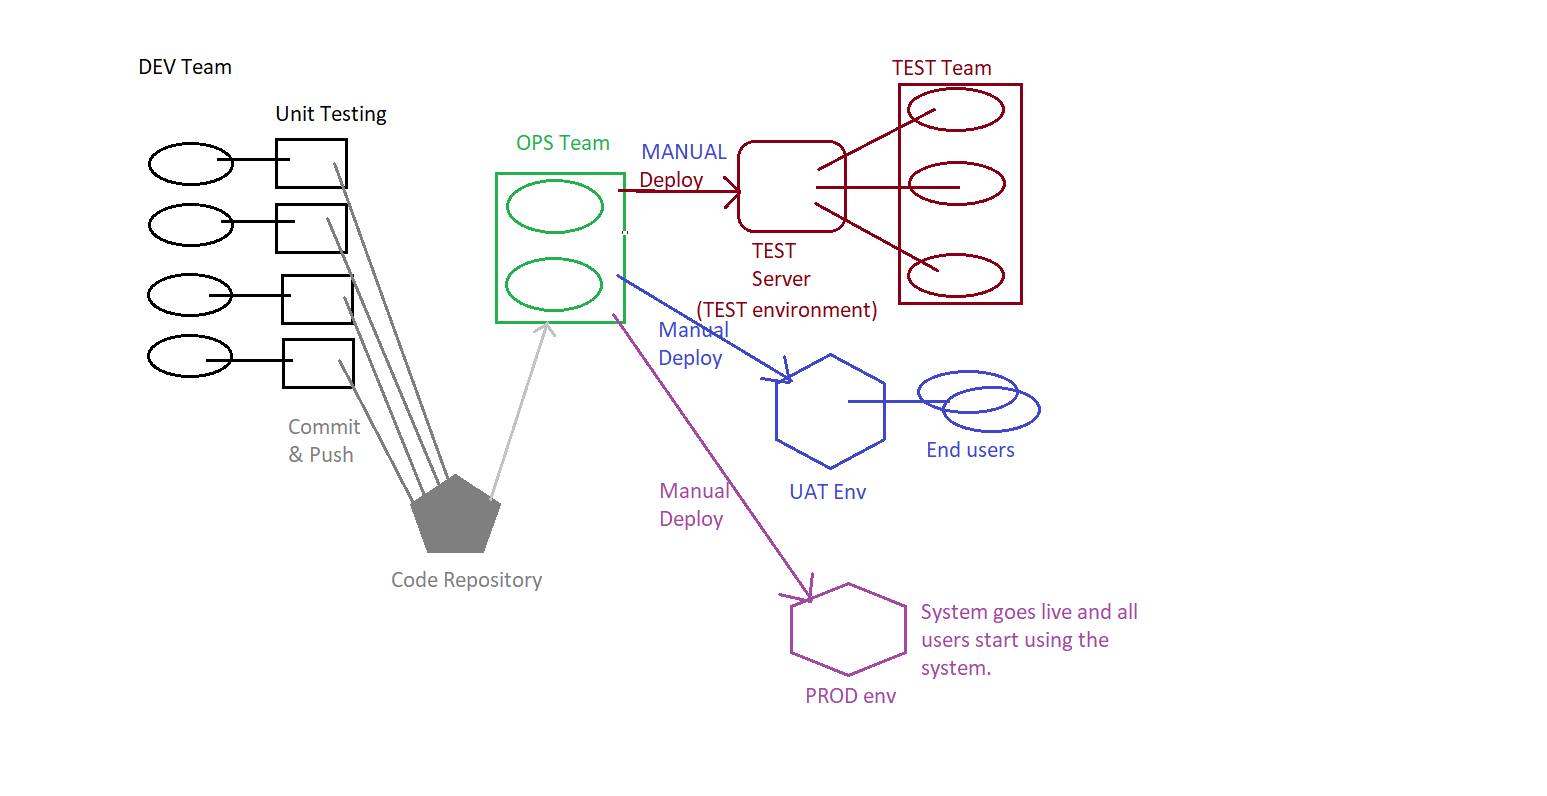 DEV Team
Unit Testing
Commit
& Push
Code Repository
OPS Team
MANUAL
Deploy
TEST Team
TEST
Server
(TEST environment)
Manual
Deploy
End users
UAT Env
Manual
Deploy
System goes live and all
users start using the
system.
PROD env